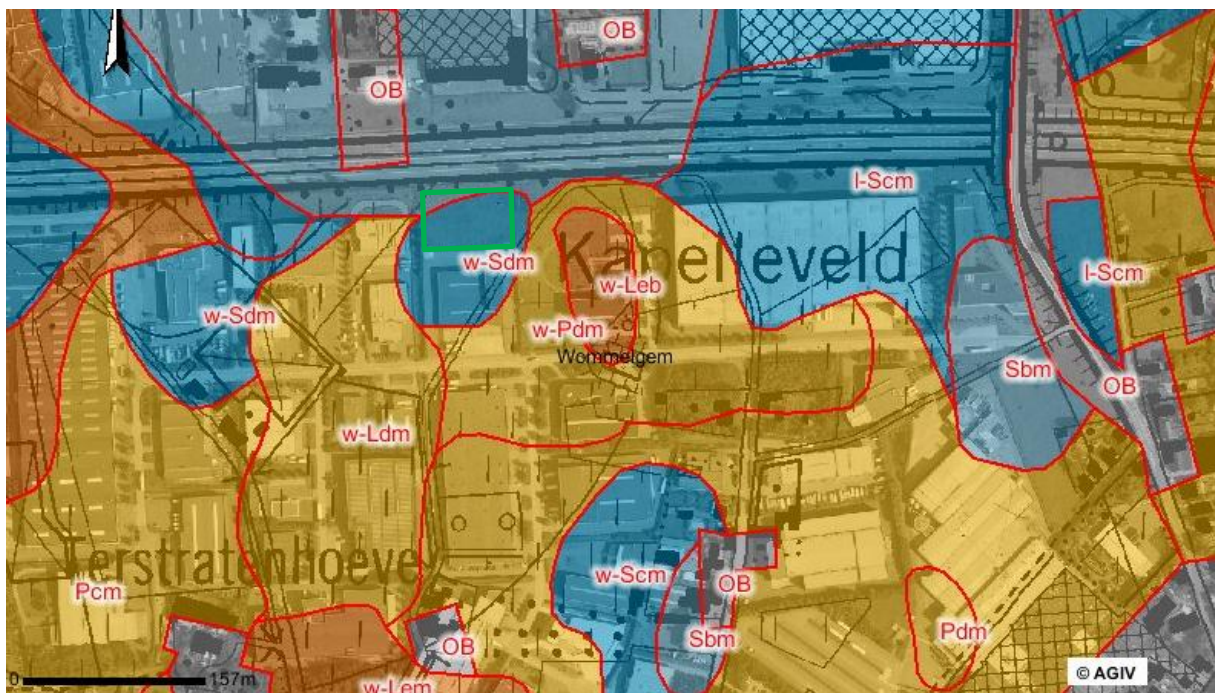 OB
OB
l-Scm
Kapelleveld
w-Sdm
l-Scm
w-Leb
w-Sdm
w-Pdm
Wommelgem
Sbm
OB
w-Ldm
Terstratenhoeve
w-Scm
Pcm
OB
Sbm
Pdm
OB
0 157m
w-Lem
© AGIV